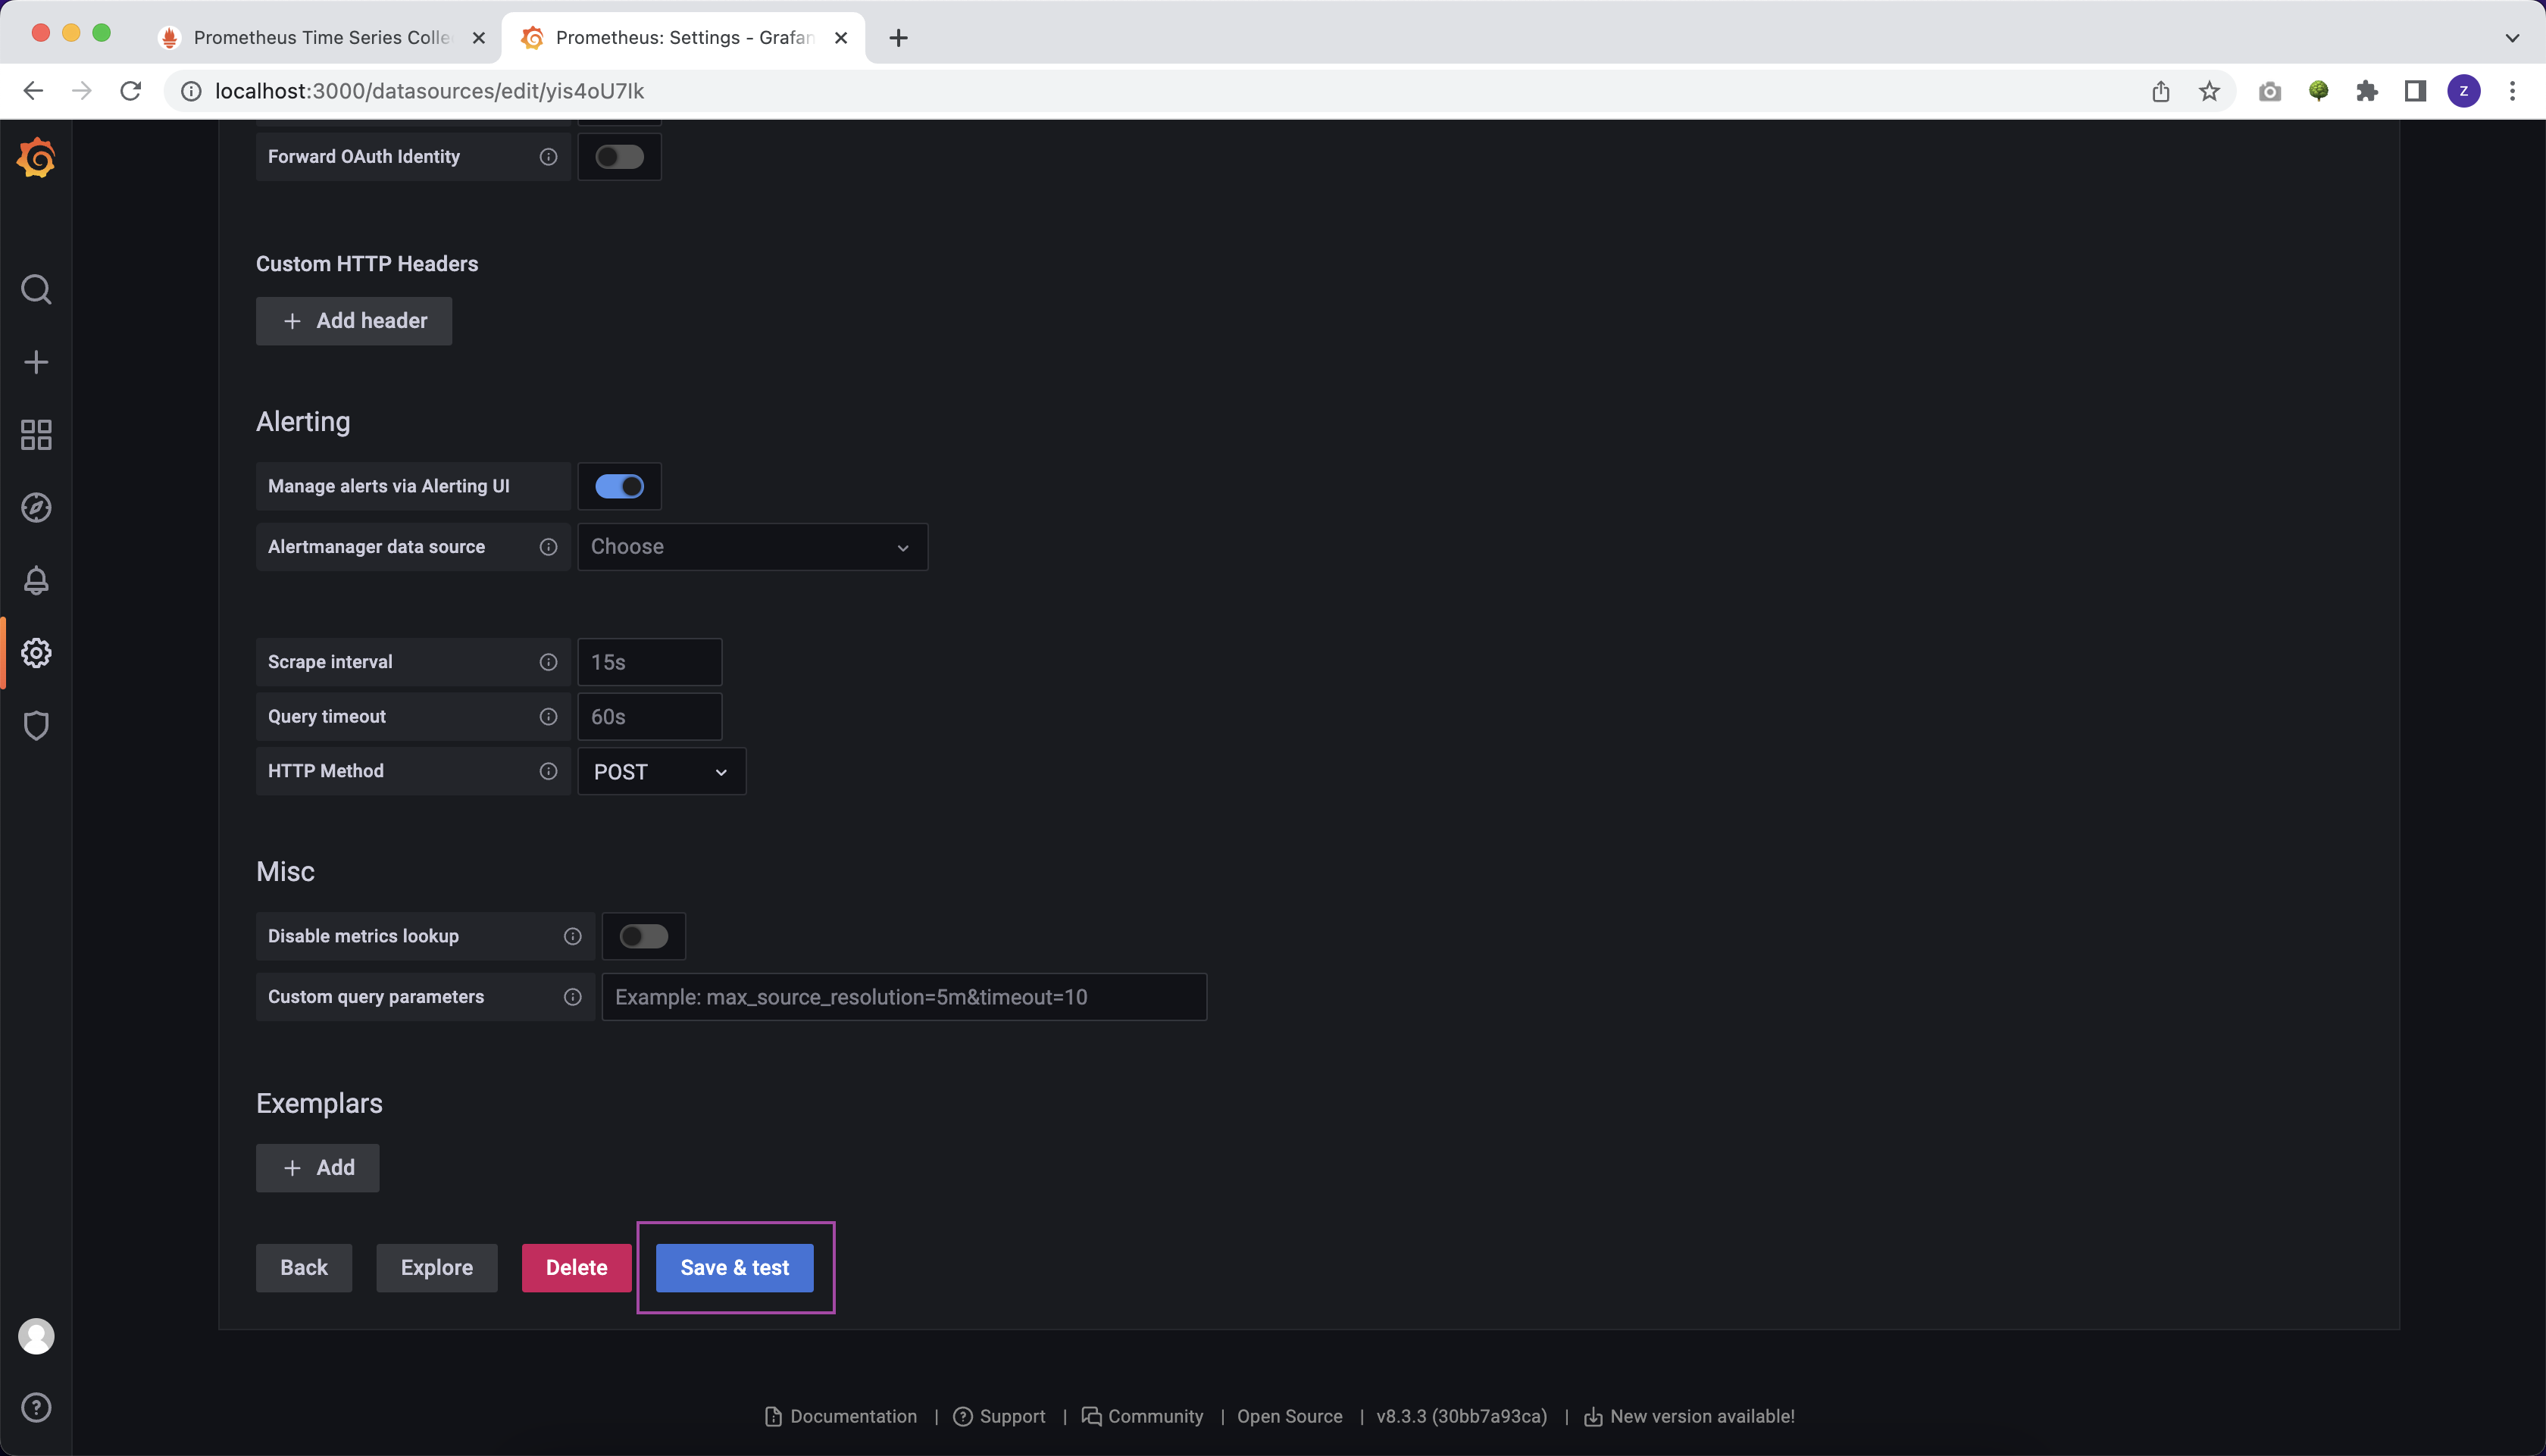 Prometheus Time Series Colle
Prometheus: Settings - Grafan
localhost:3000/datasources/edit/yis4oU7lk
z
Forward OAuth Identity
Custom HTTP Headers
Add header
Alerting
Manage alerts via Alerting UI
Alertmanager data source Choose
Scrape interval 15s
Query timeout 60s
HTTP Method POST
Misc
Disable metrics lookup
Custom query parameters Example: max_source_resolution=5m&timeout=10
Exemplars
Add
Back Explore Delete Save & test
Documentation | Support | Community | Open Source | v8.3.3 (30bb7a93ca) | New version available!